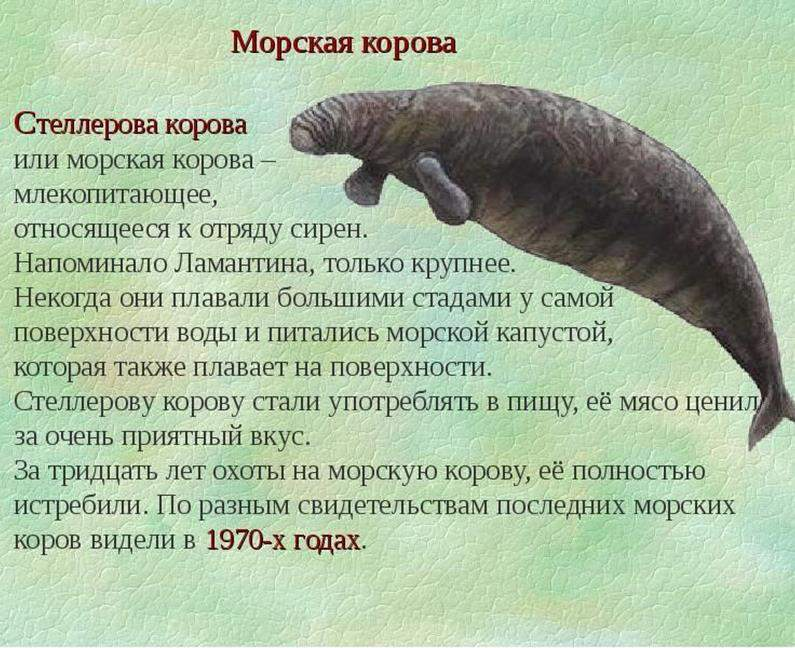 Морская корова
Стеллерова корова
или морская корова –
млекопитающее,
относящееся к отряду сирен.
Напоминало Ламантина, только крупнее.
Некогда они плавали большими стадами у самой
поверхности воды и питались морской капустой,
которая также плавает на поверхности.
Стеллерову корову стали употреблять в пищу, её мясо ценил
за очень приятный вкус.
За тридцать лет охоты на морскую корову, её полностью
истребили. По разным свидетельствам последних морских
коров видели в 1970-х годах.